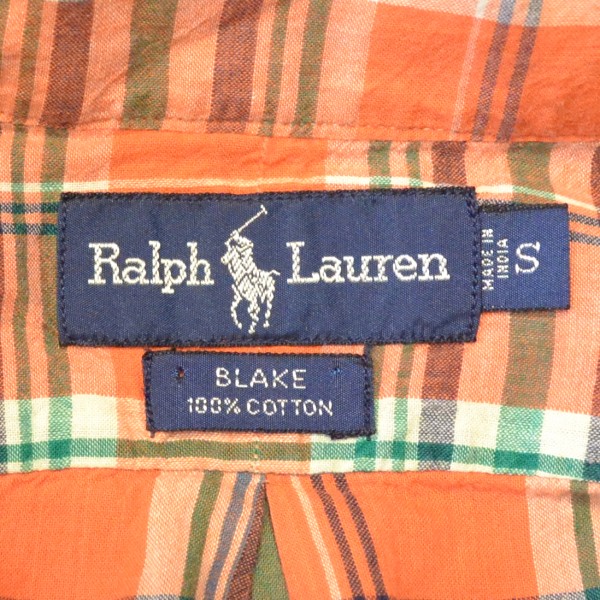 Ralph Lauren
MADE IN
INDIA
S
BLAKE
100% COTTON